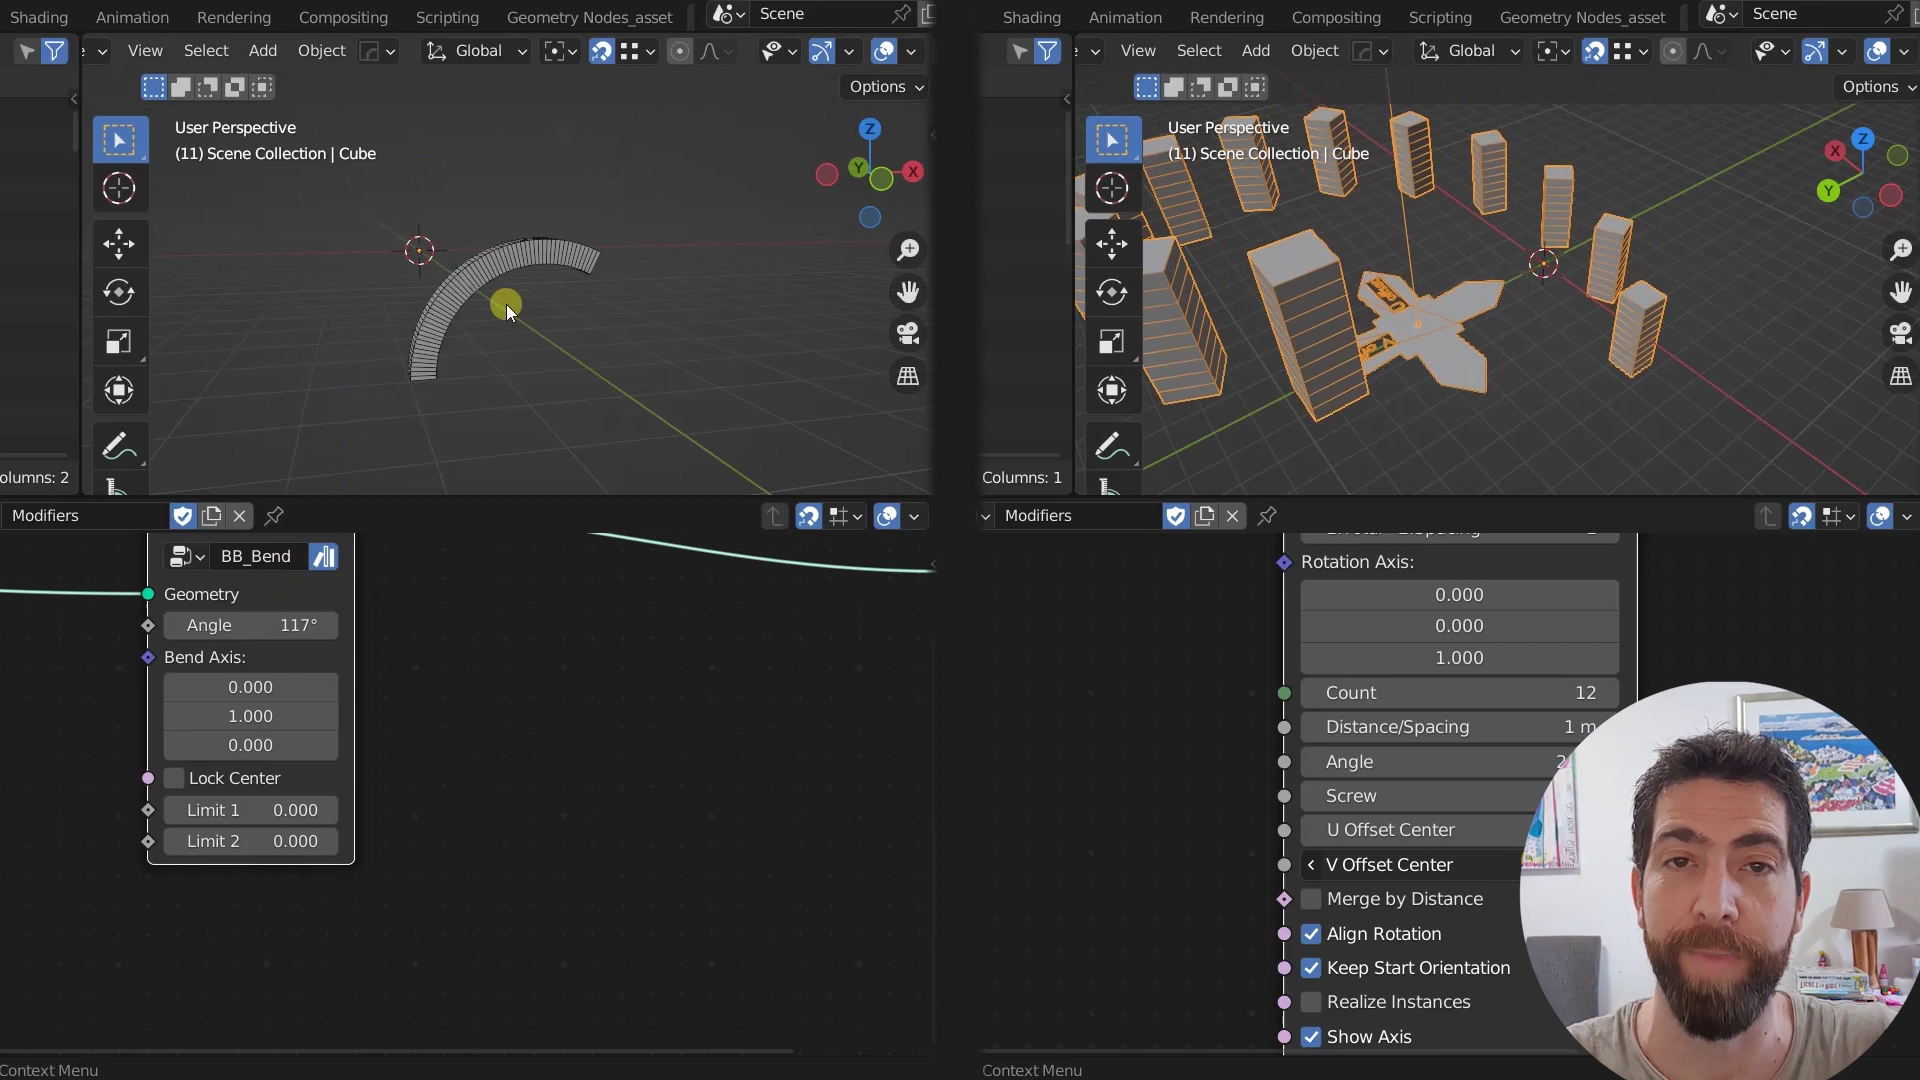 Shading Animation Rendering Compositing Scripting Geometry Nodes_asset Scene
View Select Add Object Global
Options
User Perspective
(11) Scene Collection | Cube
Z
Y X
olumns: 2
Modifiers
BB_Bend
Geometry
Angle 117°
Bend Axis:
0.000
1.000
0.000
Lock Center
Limit 1 0.000
Limit 2 0.000
Context Menu
Shading Animation Rendering Compositing Scripting Geometry Nodes_asset Scene
View Select Add Object Global
Options
User Perspective
(11) Scene Collection | Cube
Z
X
Y
Columns: 1
Modifiers
Rotation Axis:
0.000
0.000
1.000
Count 12
Distance/Spacing 1 m
Angle 2
Screw
U Offset Center
V Offset Center
Merge by Distance
Align Rotation
Keep Start Orientation
Realize Instances
Show Axis
Context Menu